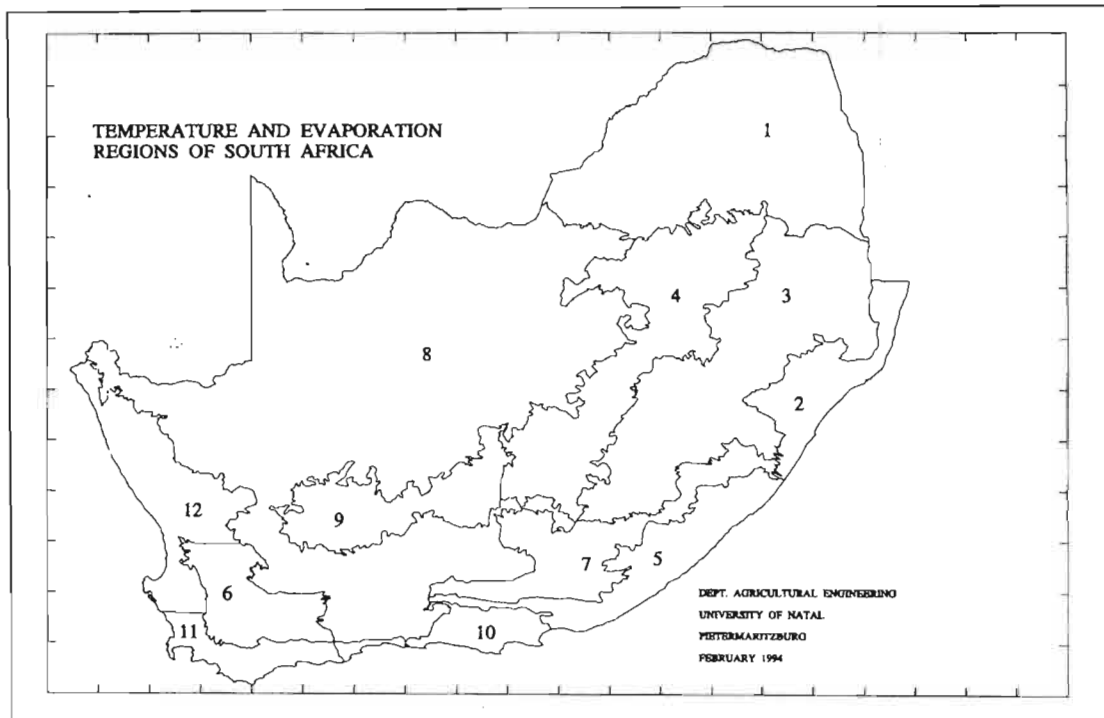 TEMPERATURE AND EVAPORATION
REGIONS OF SOUTH AFRICA
1
4
3
8
2
12
9
7
5
6
11
10
DEPT. AGRICULTURAL ENGINEERING
UNIVERSITY OF NATAL
PIETERMARITZBURG
FEBRUARY 1994